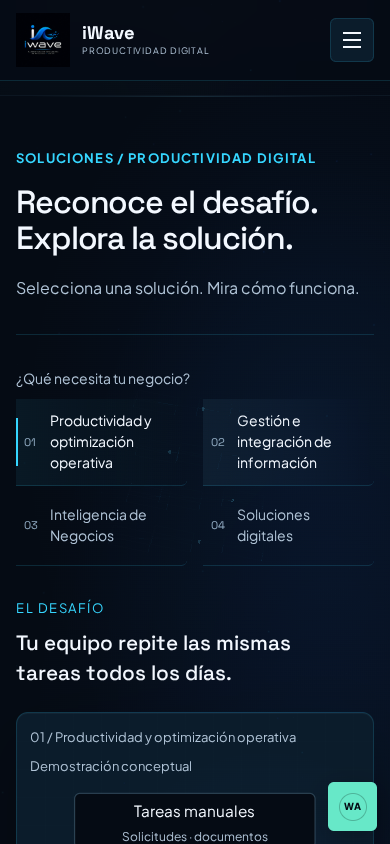 iwave
iWave
PRODUCTIVIDAD DIGITAL
SOLUCIONES / PRODUCTIVIDAD DIGITAL
Reconoce el desafío.
Explora la solución.
Selecciona una solución. Mira cómo funciona.
¿Qué necesita tu negocio?
01
Productividad y
optimización
operativa
02
Gestión e
integración de
información
03
Inteligencia de
Negocios
04
Soluciones
digitales
EL DESAFÍO
Tu equipo repite las mismas
tareas todos los días.
01 / Productividad y optimización operativa
Demostración conceptual
Tareas manuales
Solicitudes · documentos
WA